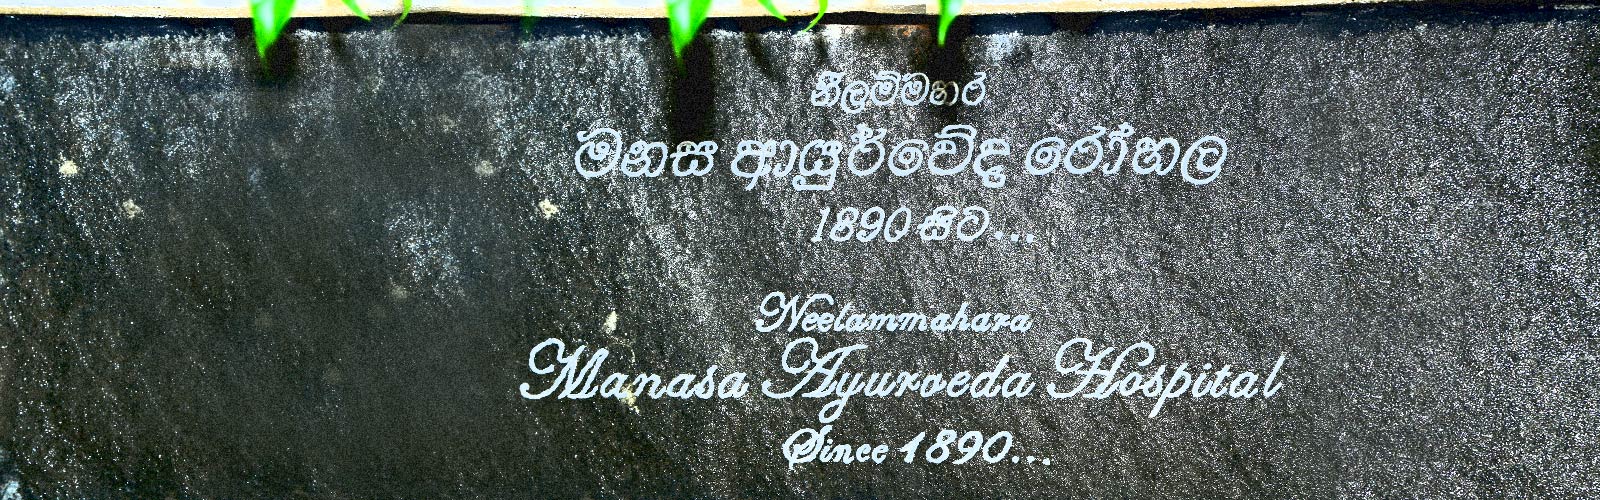 නීලම්මහර
මනස ආයුර්වේද රෝහල
1890 සිට...
Neelammahara
Manasa Ayurveda Hospital
Since 1890...